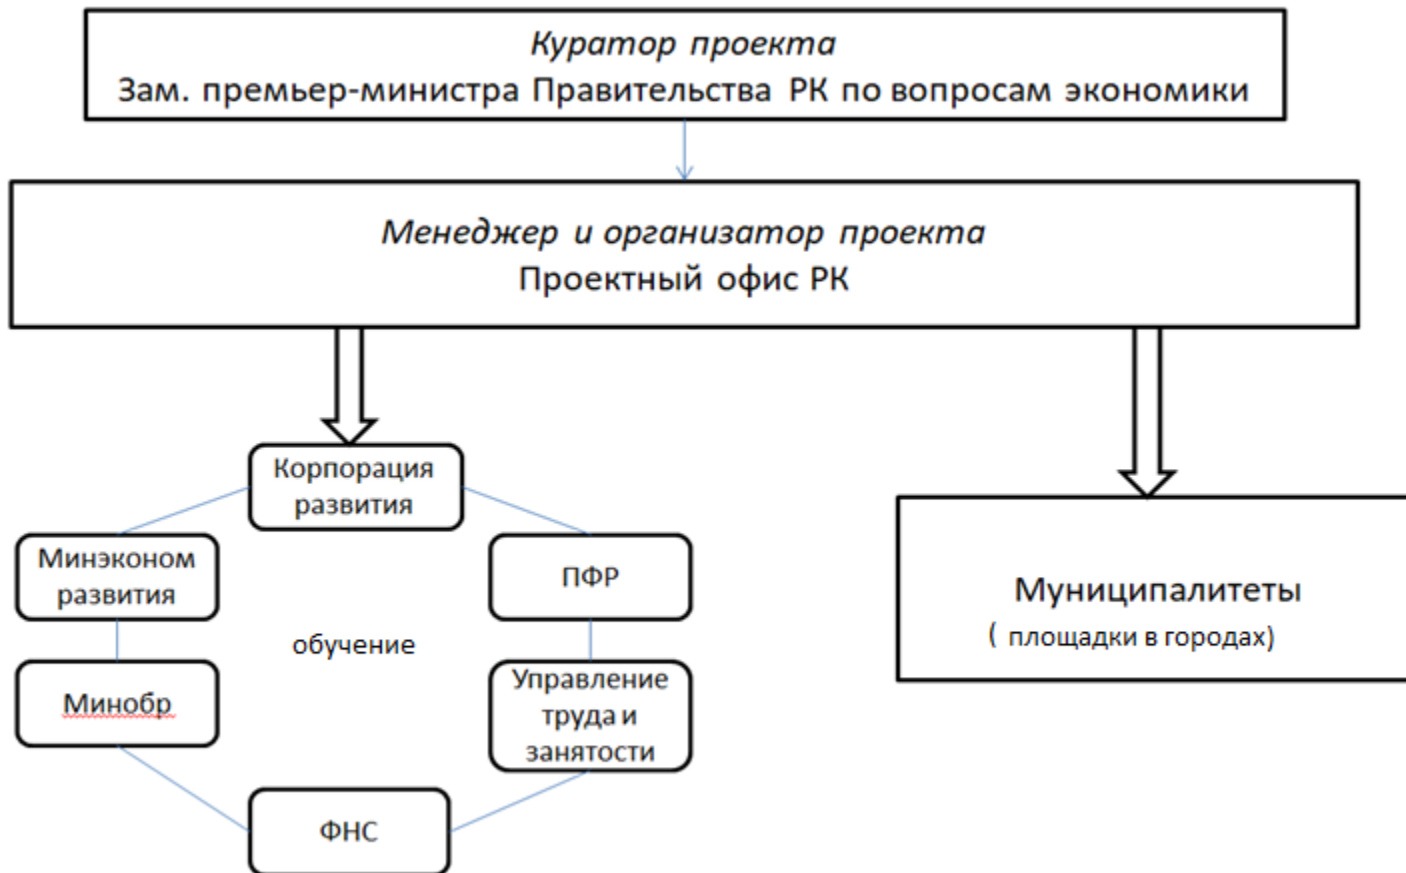 Куратор проекта
Зам. премьер-министра Правительства РК по вопросам экономики
Менеджер и организатор проекта
Проектный офис РК
Корпорация
развития
Минэконом
развития
ПФР
обучение
Минобр
Управление
труда и
занятости
ФНС
Муниципалитеты
( площадки в городах)